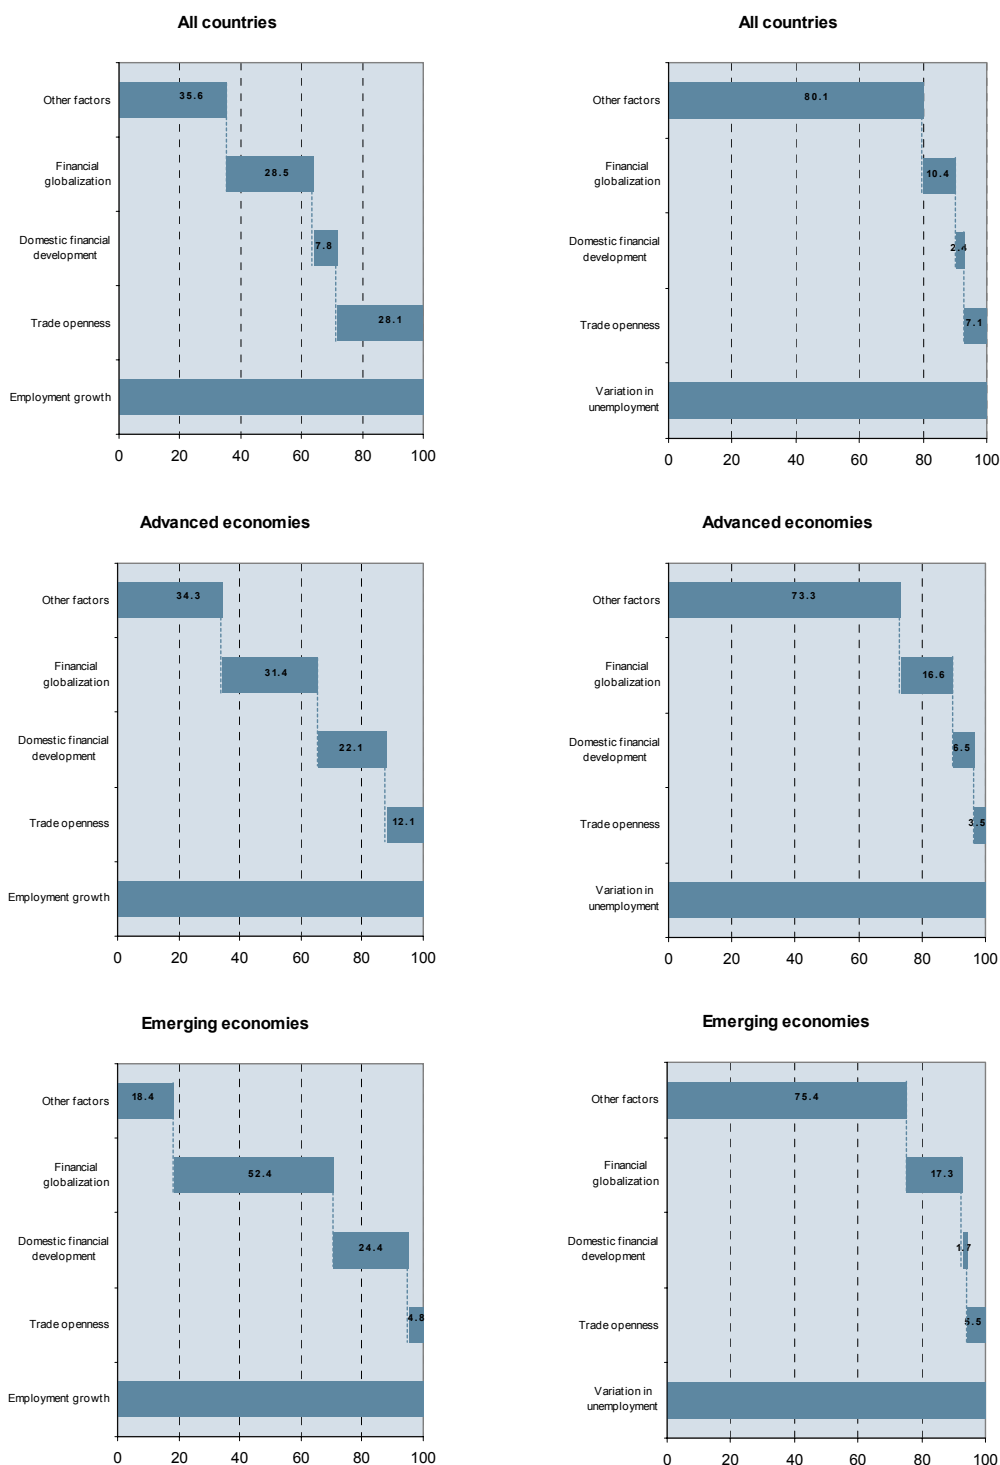 All countries
Other factors
35.6
Financial
globalization
28.5
Domestic financial
development
7.8
Trade openness
28.1
Employment growth
0 20 40 60 80 100
All countries
Other factors
80.1
Financial
globalization
10.4
Domestic financial
development
2.4
Trade openness
7.1
Variation in
unemployment
0 20 40 60 80 100
Advanced economies
Other factors
34.3
Financial
globalization
31.4
Domestic financial
development
22.1
Trade openness
12.1
Employment growth
0 20 40 60 80 100
Advanced economies
Other factors
73.3
Financial
globalization
16.6
Domestic financial
development
6.5
Trade openness
3.5
Variation in
unemployment
0 20 40 60 80 100
Emerging economies
Other factors
18.4
Financial
globalization
52.4
Domestic financial
development
24.4
Trade openness
4.8
Employment growth
0 20 40 60 80 100
Emerging economies
Other factors
75.4
Financial
globalization
17.3
Domestic financial
development
1.7
Trade openness
5.5
Variation in
unemployment
0 20 40 60 80 100